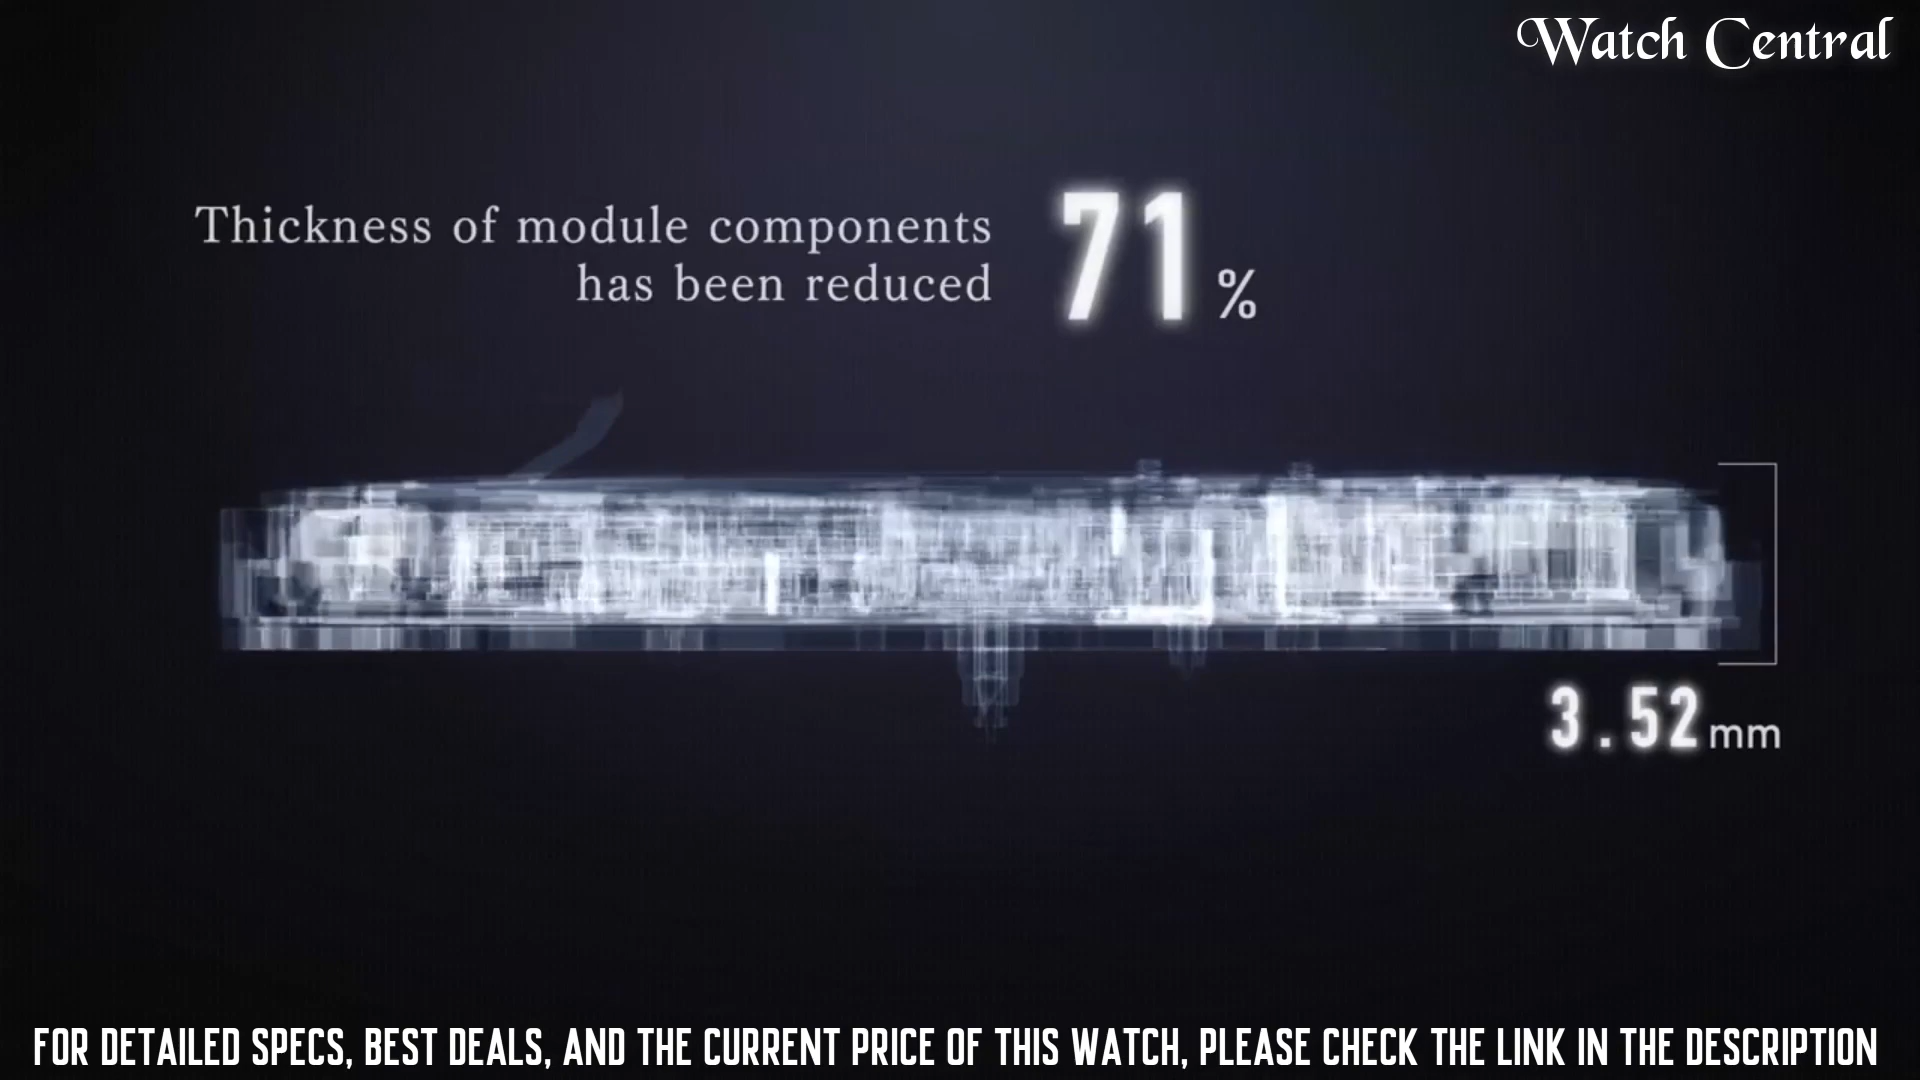 Watch Central
Thickness of module components
has been reduced
71 %
3.52 mm
FOR DETAILED SPECS, BEST DEALS, AND THE CURRENT PRICE OF THIS WATCH, PLEASE CHECK THE LINK IN THE DESCRIPTION